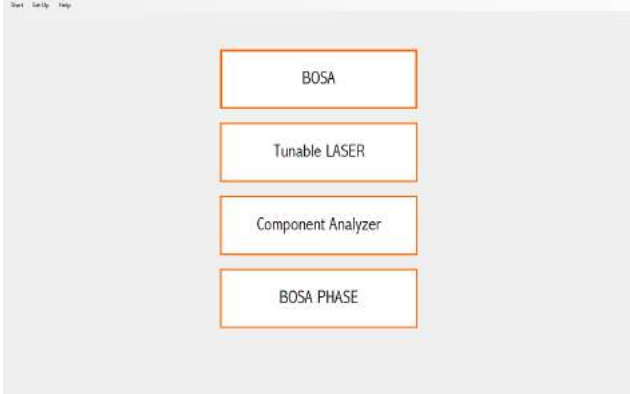 Start Set Up Help
BOSA
Tunable LASER
Component Analyzer
BOSA PHASE